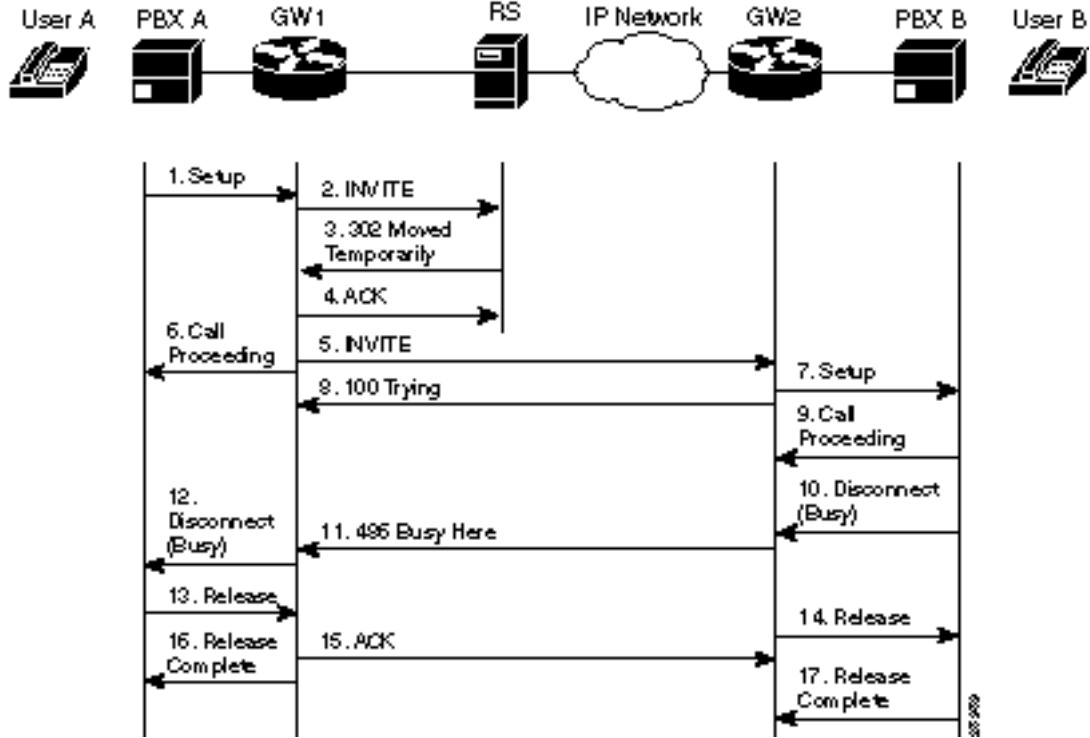 User A
PBX A
GW1
RS
IP Network
GW2
PBX B
User B
1. Setup
2. INVITE
3. 302 Moved
Temporarily
4. ACK
5. INVITE
6. Call
Proceeding
7. Setup
8. 100 Trying
9. Call
Proceeding
10. Disconnect
(Busy)
11. 486 Busy Here
12.
Disconnect
(Busy)
13. Release
14. Release
15. ACK
16. Release
Complete
17. Release
Complete